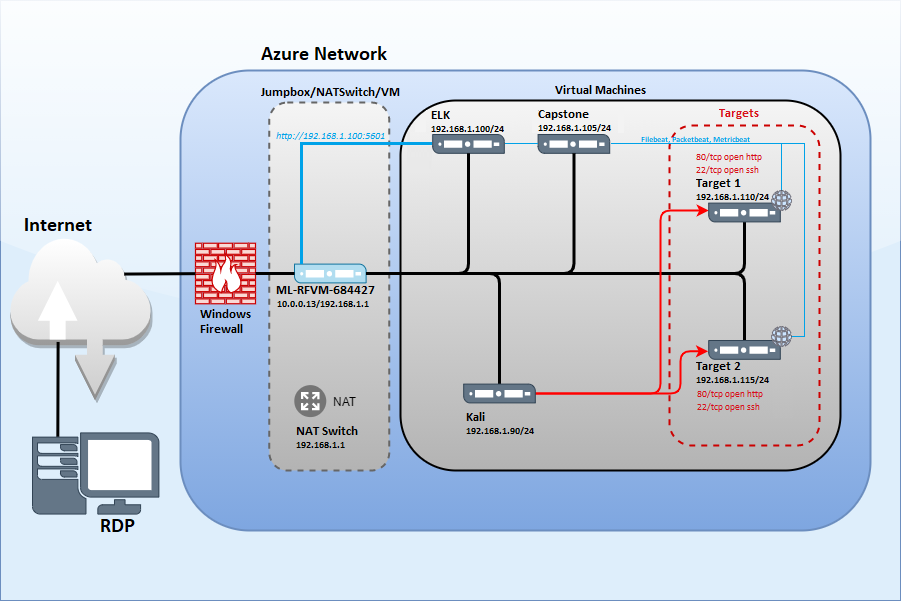 Azure Network
Jumpbox/NATSwitch/VM
Virtual Machines
ELK
192.168.1.100/24
Capstone
192.168.1.105/24
Targets
http://192.168.1.100:5601
Filebeat, Packetbeat, Metricbeat
80/tcp open http
22/tcp open ssh
Target 1
192.168.1.110/24
Internet
Windows
Firewall
ML-RFVM-684427
10.0.0.13/192.168.1.1
Target 2
192.168.1.115/24
80/tcp open http
22/tcp open ssh
NAT
NAT Switch
192.168.1.1
Kali
192.168.1.90/24
RDP